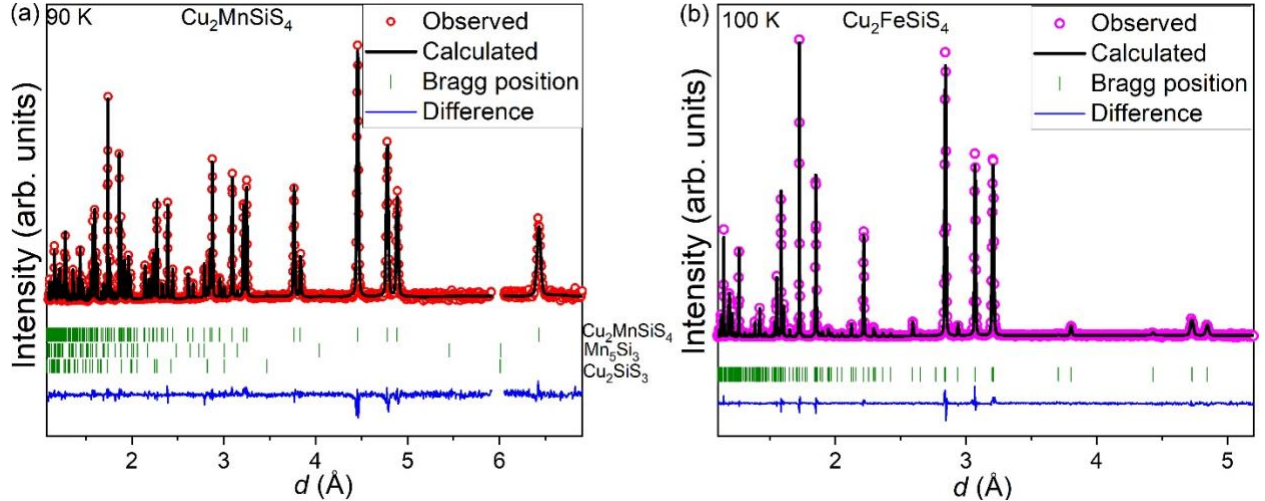 (a) 90 K Cu₂MnSiS₄
Observed
Calculated
Bragg position
Difference
Intensity (arb. units)
Cu₂MnSiS₄
Mn₅Si₃
Cu₂SiS₃
2 3 4 5 6
d (Å)
(b) 100 K Cu₂FeSiS₄
Observed
Calculated
Bragg position
Difference
Intensity (arb. units)
2 3 4 5
d (Å)